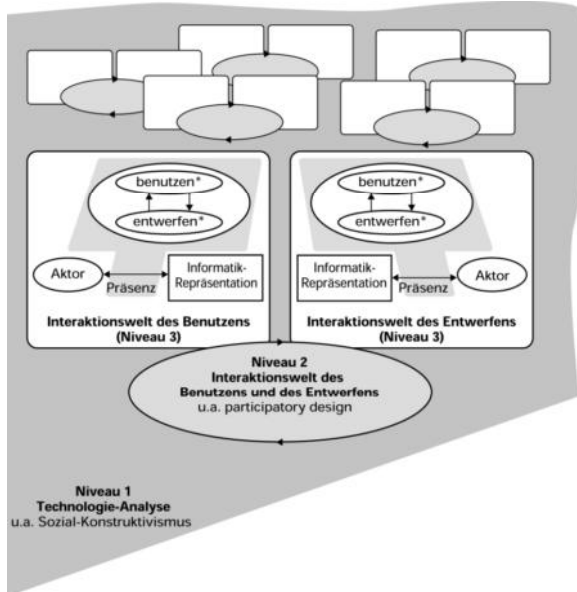 benutzen*
entwerfen*
Aktor
Präsenz
Informatik-
Repräsentation
Interaktionswelt des Benutzens
(Niveau 3)
benutzen*
entwerfen*
Informatik-
Repräsentation
Präsenz
Aktor
Interaktionswelt des Entwerfens
(Niveau 3)
Niveau 2
Interaktionswelt des
Benutzens und des Entwerfens
u.a. participatory design
Niveau 1
Technologie-Analyse
u.a. Sozial-Konstruktivismus